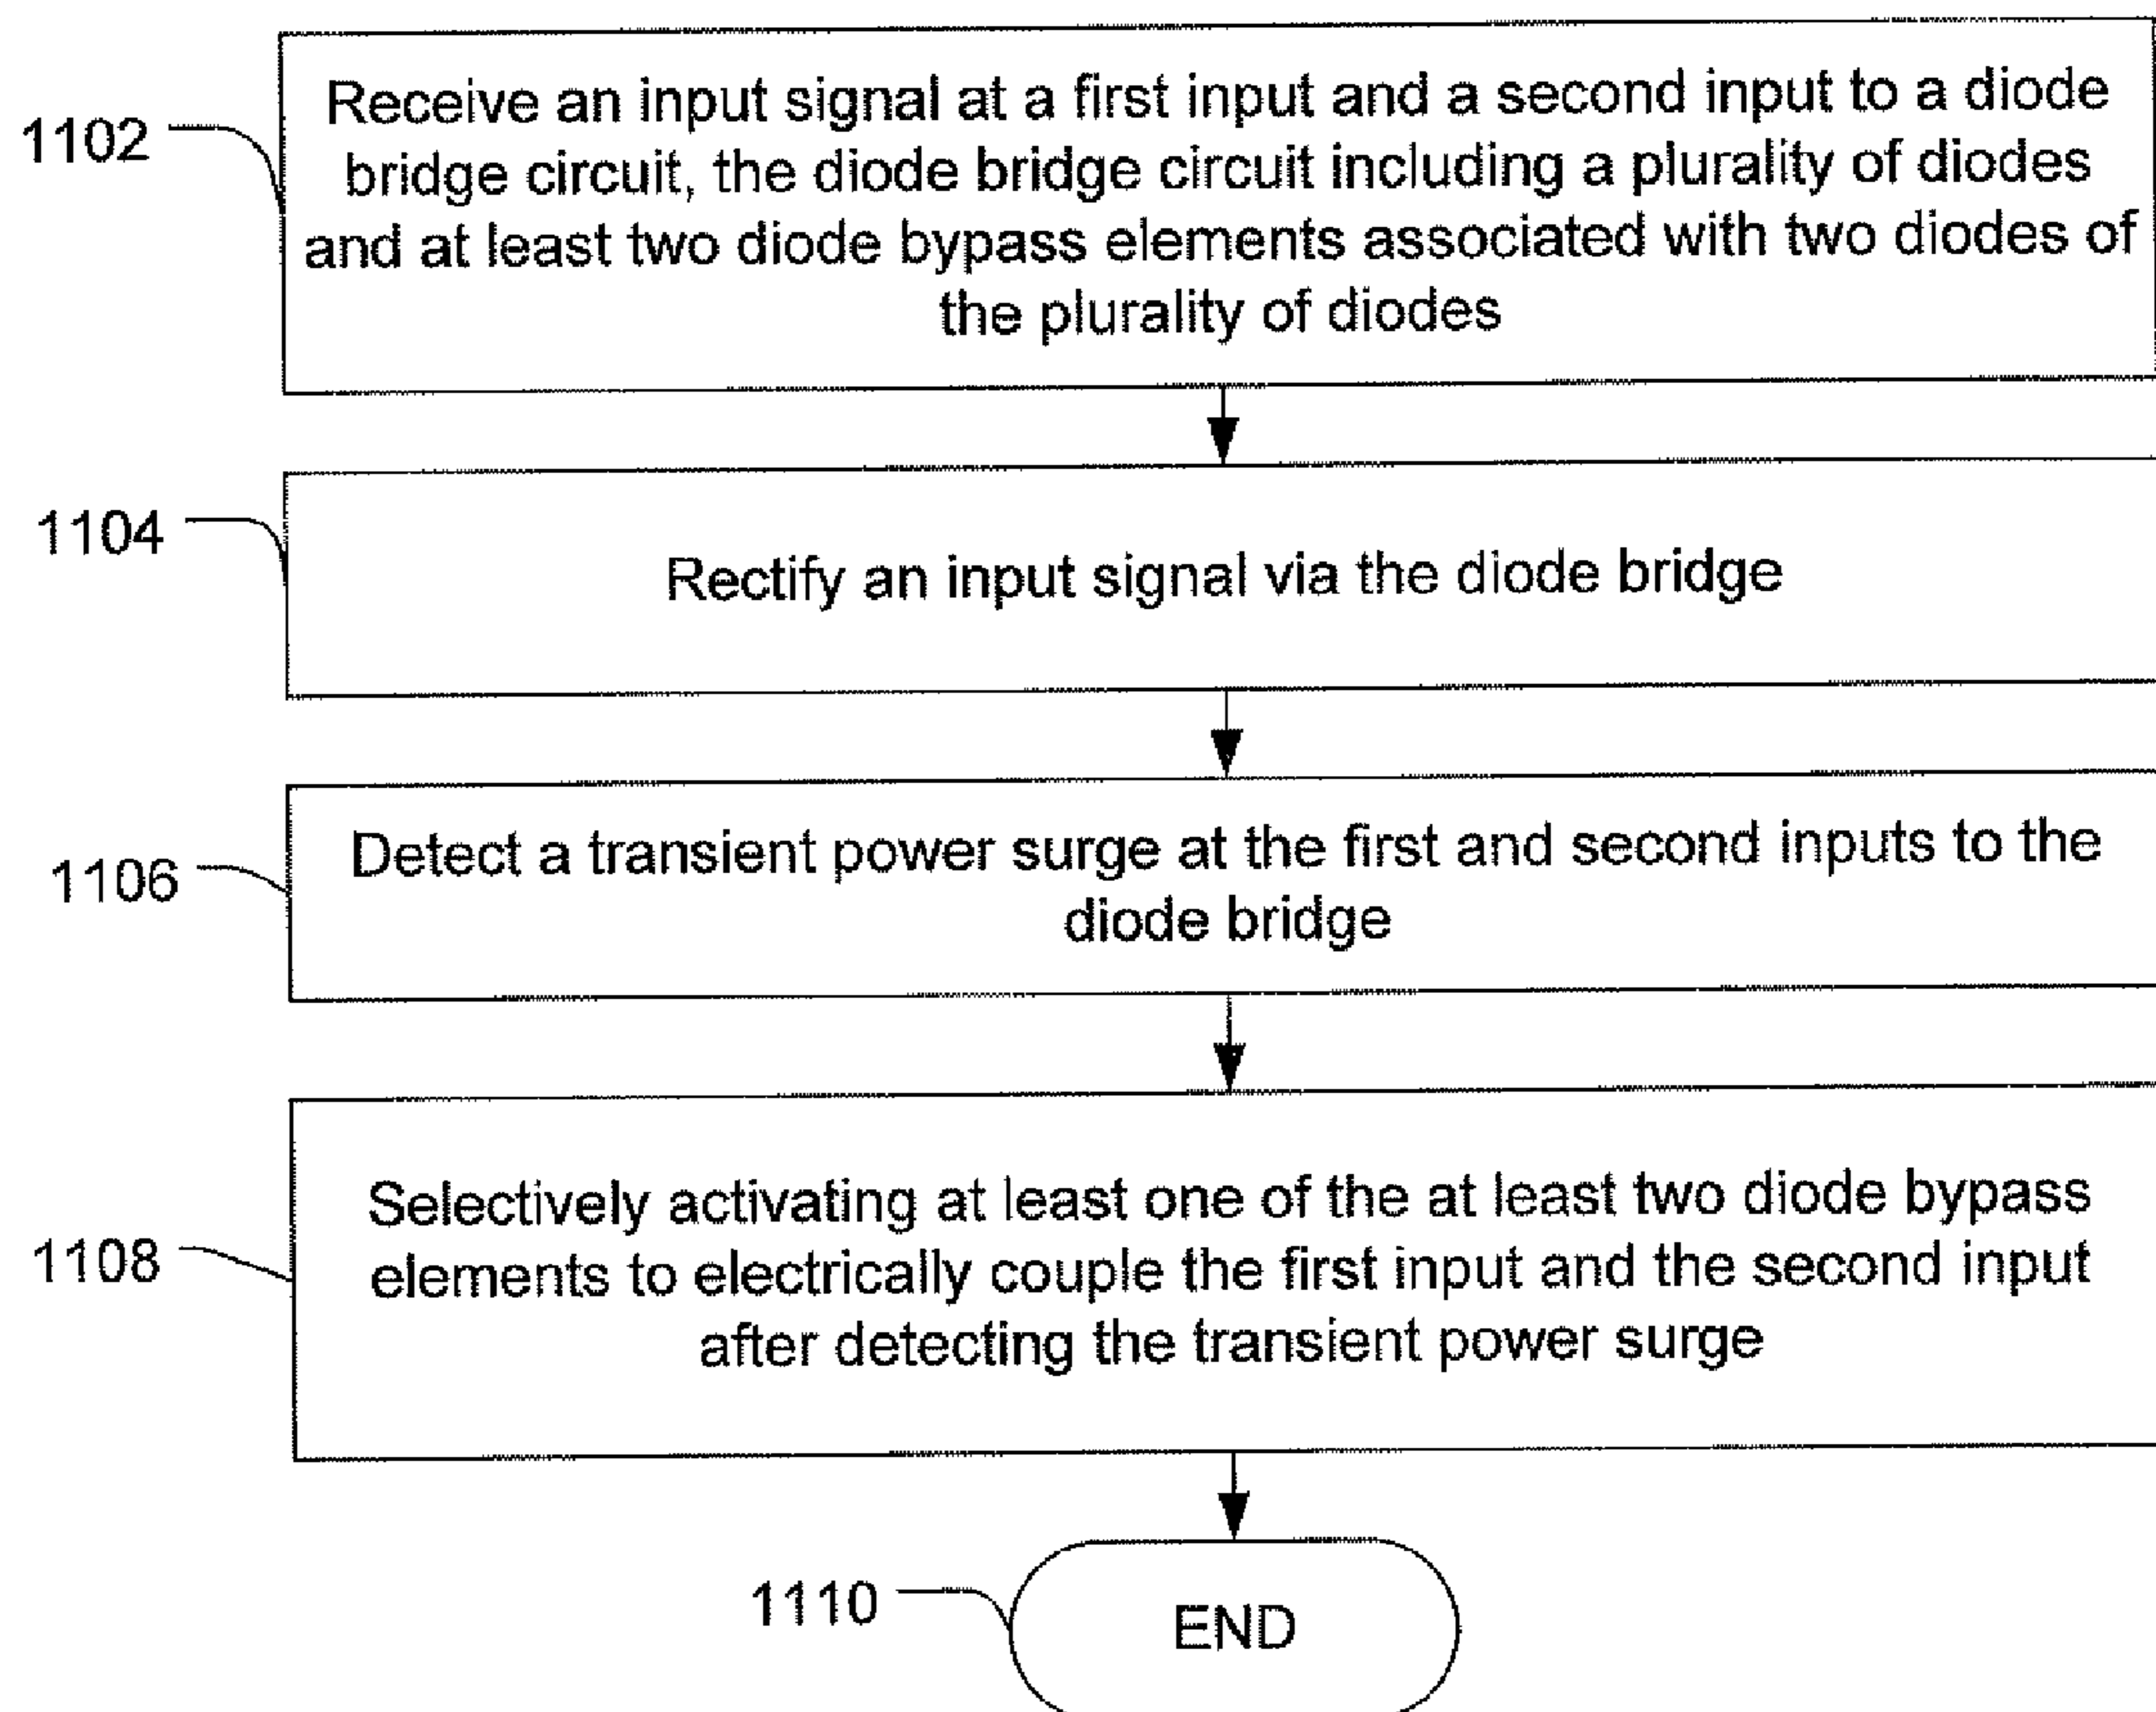 1102
Receive an input signal at a first input and a second input to a diode
bridge circuit, the diode bridge circuit including a plurality of diodes
and at least two diode bypass elements associated with two diodes of
the plurality of diodes
1104
Rectify an input signal via the diode bridge
1106
Detect a transient power surge at the first and second inputs to the
diode bridge
1108
Selectively activating at least one of the at least two diode bypass
elements to electrically couple the first input and the second input
after detecting the transient power surge
1110
END